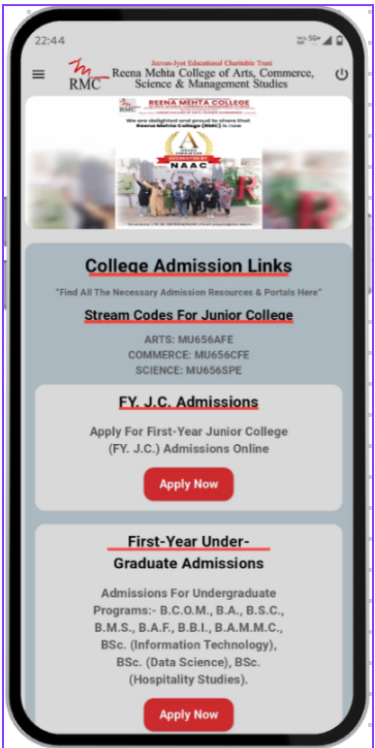 22:44
5G+
Jeevan-Jyot Educational Charitable Trust
RMC
Reena Mehta College of Arts, Commerce,
Science & Management Studies
RMC
REENA MEHTA COLLEGE
We are delighted and proud to share that
Reena Mehta College (RMC) is now
A
ACCREDITED BY
NAAC
College Admission Links
"Find All The Necessary Admission Resources & Portals Here"
Stream Codes For Junior College
ARTS: MU656AFE
COMMERCE: MU656CFE
SCIENCE: MU656SPE
FY. J.C. Admissions
Apply For First-Year Junior College
(FY. J.C.) Admissions Online
Apply Now
First-Year Under-
Graduate Admissions
Admissions For Undergraduate
Programs:- B.C.O.M., B.A., B.S.C.,
B.M.S., B.A.F., B.B.I., B.A.M.M.C.,
BSc. (Information Technology),
BSc. (Data Science), BSc.
(Hospitality Studies).
Apply Now